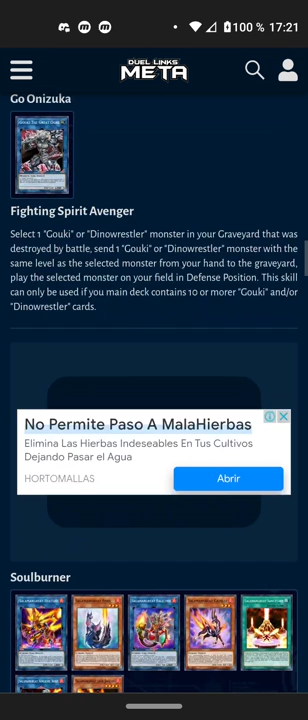 100 % 17:21
DUEL LINKS
META
Go Onizuka
GOUKI THE GREAT OGRE
Fighting Spirit Avenger
Select 1 "Gouki" or "Dinowrestler" monster in your Graveyard that was
destroyed by battle, send 1 "Gouki" or "Dinowrestler" monster with the
same level as the selected monster from your hand to the graveyard,
play the selected monster on your field in Defense Position. This skill
can only be used if you main deck contains 10 or morer "Gouki" and/or
"Dinowrestler" cards.
No Permite Paso A MalaHierbas
Elimina Las Hierbas Indeseables En Tus Cultivos
Dejando Pasar el Agua
HORTOMALLAS
Abrir
Soulburner